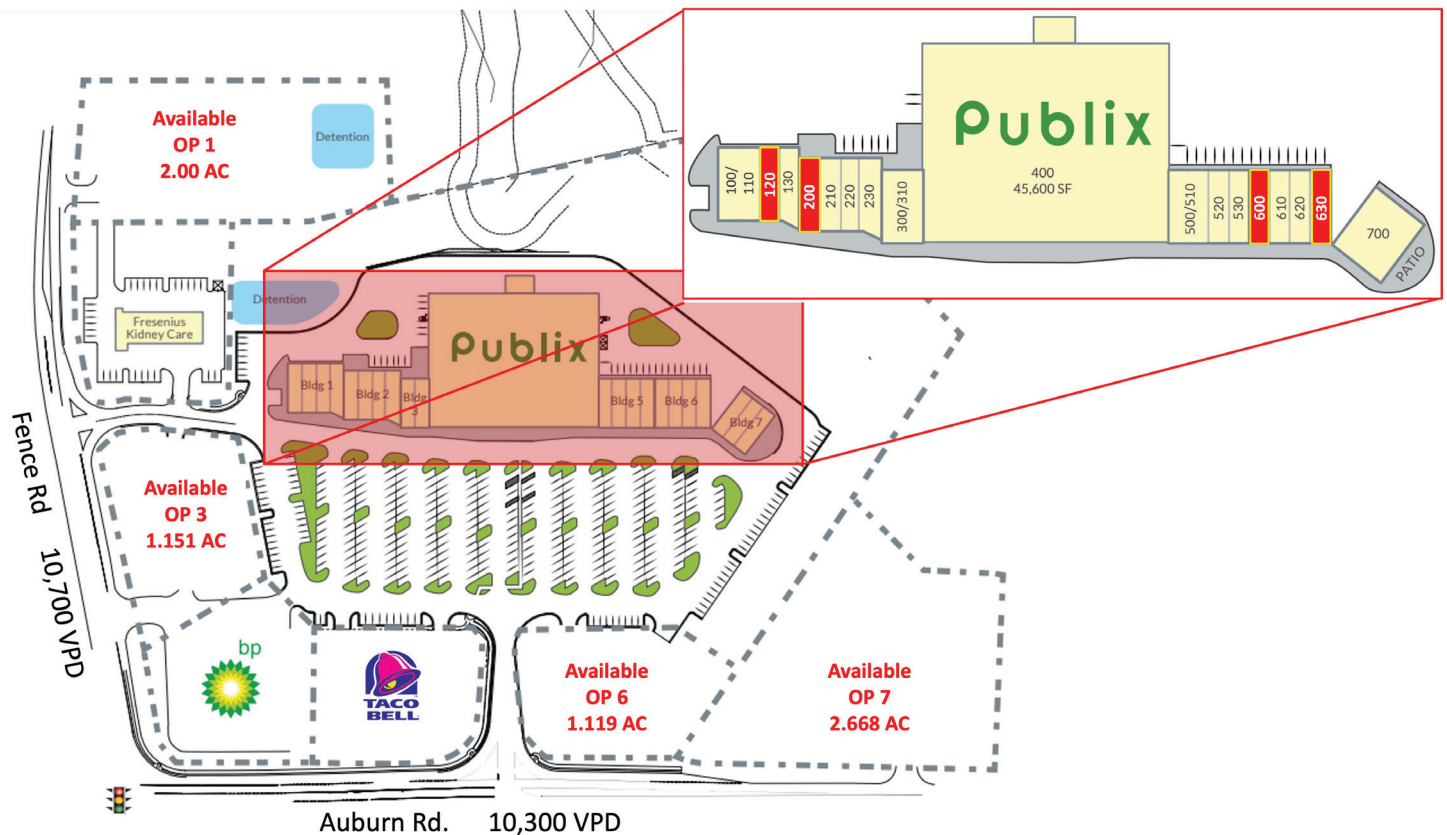 Available
OP 1
2.00 AC
Detention
Fresenius
Kidney Care
Detention
Publix
Bldg 1
Bldg 2
Bldg
3
Bldg 5
Bldg 6
Bldg 7
Publix
400
45,600 SF
100/
110
120
130
200
210
220
230
300/310
500/510
520
530
600
610
620
630
700
PATIO
Fence Rd 10,700 VPD
Available
OP 3
1.151 AC
bp
TACO
BELL
Available
OP 6
1.119 AC
Available
OP 7
2.668 AC
Auburn Rd. 10,300 VPD